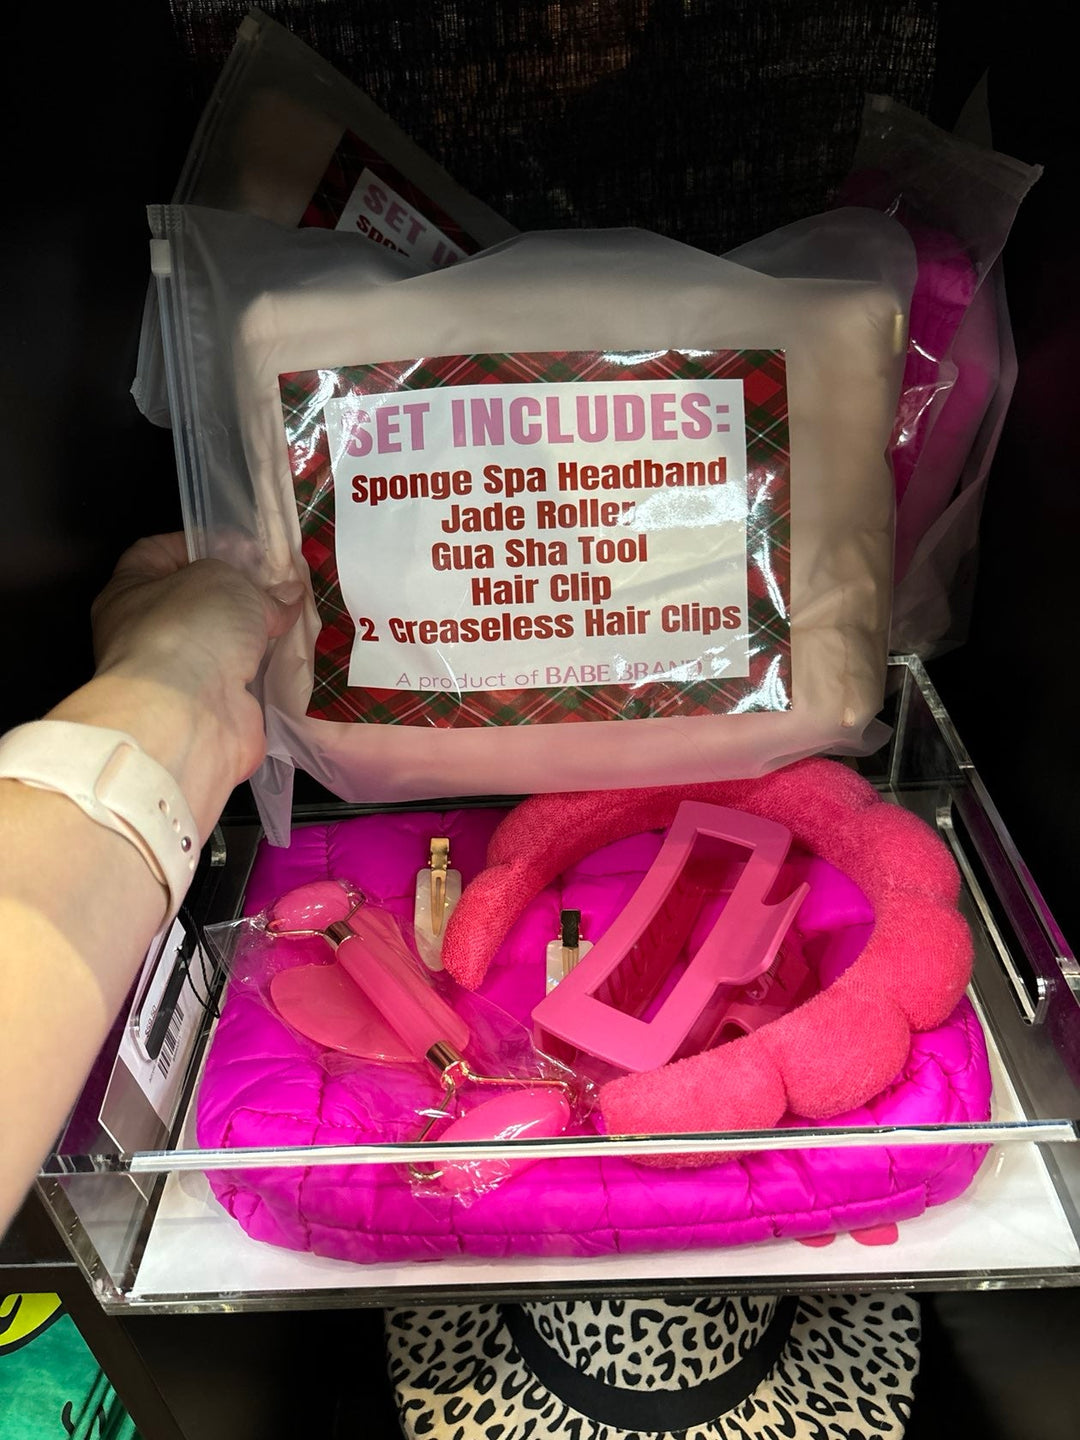 SET INCLUDES:
Sponge Spa Headband
Jade Roller
Gua Sha Tool
Hair Clip
2 Creaseless Hair Clips
A product of BABE BRAND
SET I